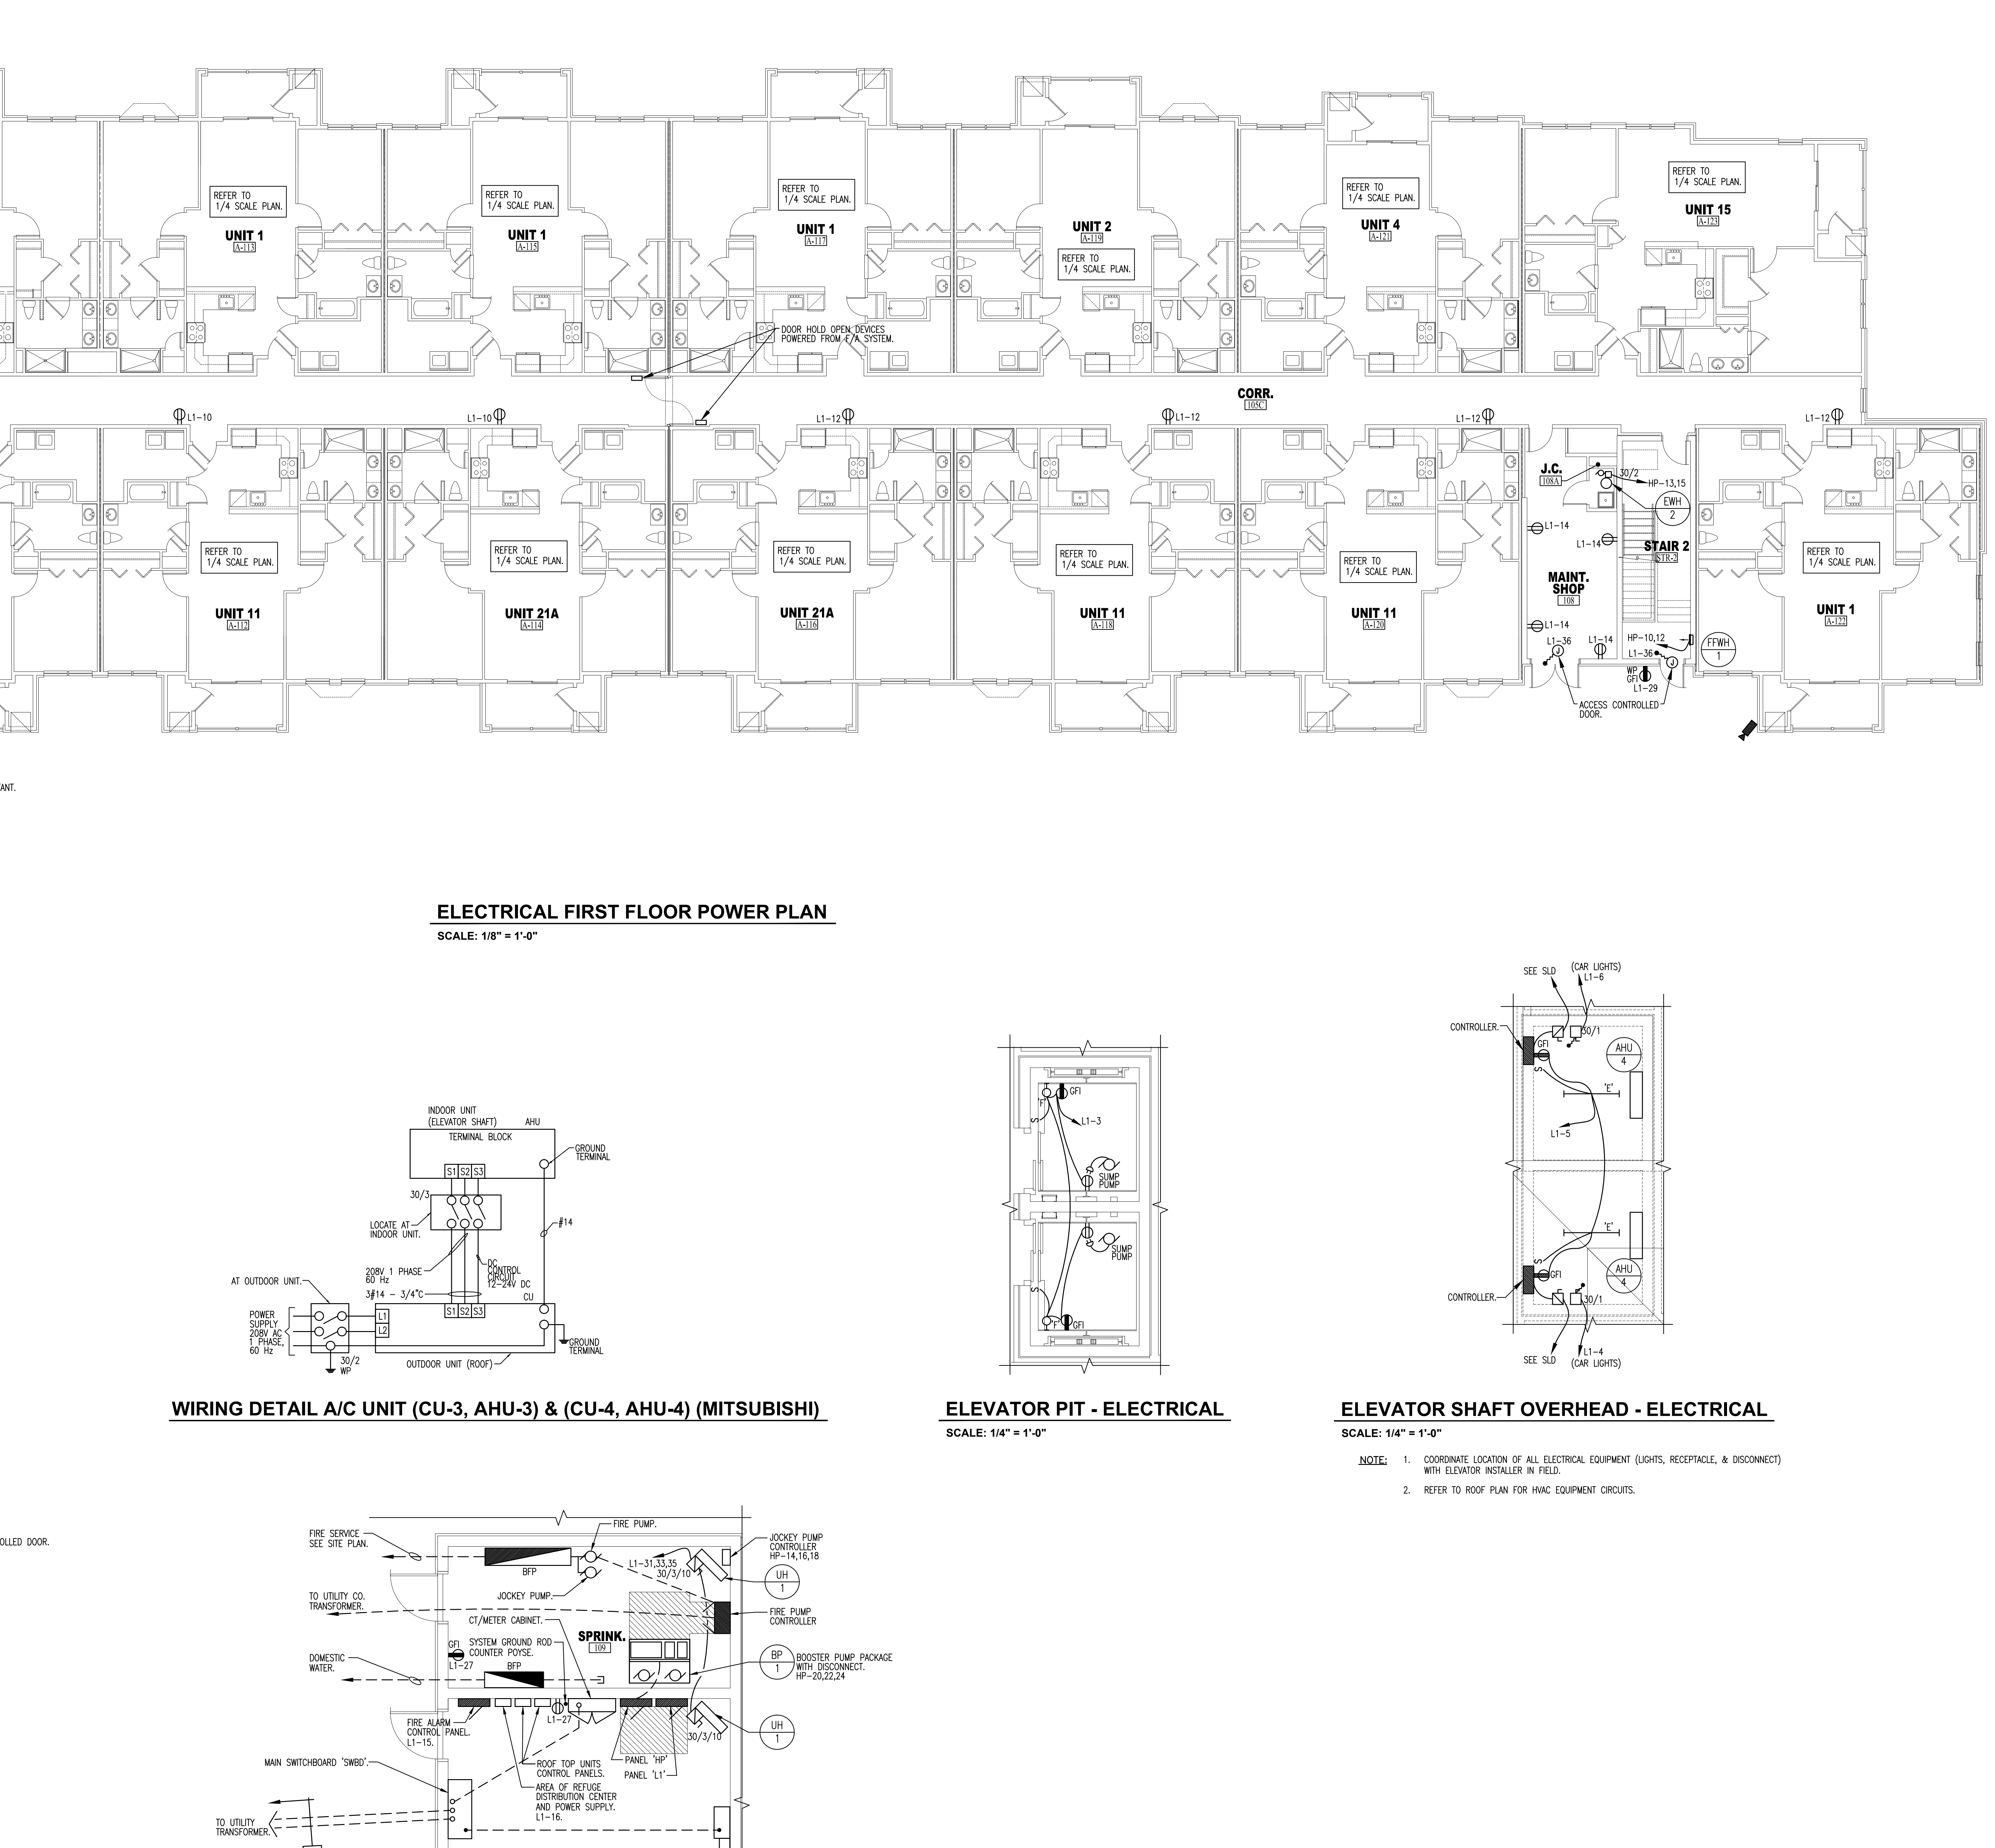 REFER TO
1/4 SCALE PLAN.
UNIT 1
A-113
REFER TO
1/4 SCALE PLAN.
UNIT 1
A-115
REFER TO
1/4 SCALE PLAN.
UNIT 1
A-117
UNIT 2
A-119
REFER TO
1/4 SCALE PLAN.
REFER TO
1/4 SCALE PLAN.
UNIT 4
A-121
REFER TO
1/4 SCALE PLAN.
UNIT 15
A-123
DOOR HOLD OPEN DEVICES
POWERED FROM F/A SYSTEM.
CORR.
105C
L1-10
L1-10
L1-12
L1-12
L1-12
L1-12
J.C.
108A
30/2
HP-13,15
EWH
2
L1-14
L1-14
STAIR 2
STR-2
MAINT.
SHOP
108
L1-14
L1-36
L1-14
HP-10,12
L1-36
FFWH
1
WP
GFI
L1-29
ACCESS CONTROLLED
DOOR.
REFER TO
1/4 SCALE PLAN.
UNIT 11
A-112
REFER TO
1/4 SCALE PLAN.
UNIT 21A
A-114
REFER TO
1/4 SCALE PLAN.
UNIT 21A
A-116
REFER TO
1/4 SCALE PLAN.
UNIT 11
A-118
REFER TO
1/4 SCALE PLAN.
UNIT 11
A-120
REFER TO
1/4 SCALE PLAN.
UNIT 1
A-122
ELECTRICAL FIRST FLOOR POWER PLAN
SCALE: 1/8" = 1'-0"
INDOOR UNIT
(ELEVATOR SHAFT)
AHU
TERMINAL BLOCK
GROUND
TERMINAL
S1 S2 S3
30/3
LOCATE AT
INDOOR UNIT.
#14
208V 1 PHASE
60 Hz
DC
CONTROL
CIRCUIT
12-24V DC
AT OUTDOOR UNIT.
3#14 - 3/4"C
CU
S1 S2 S3
POWER
SUPPLY
208V AC
1 PHASE,
60 Hz
L1
L2
30/2
WP
OUTDOOR UNIT (ROOF)
GROUND
TERMINAL
WIRING DETAIL A/C UNIT (CU-3, AHU-3) & (CU-4, AHU-4) (MITSUBISHI)
GFI
'F'
S
L1-3
SUMP
PUMP
SUMP
PUMP
S
'F'
GFI
ELEVATOR PIT - ELECTRICAL
SCALE: 1/4" = 1'-0"
SEE SLD
(CAR LIGHTS)
L1-6
CONTROLLER.
30/1
GFI
AHU
4
S
'E'
L1-5
'E'
S
GFI
AHU
4
CONTROLLER.
30/1
SEE SLD
L1-4
(CAR LIGHTS)
ELEVATOR SHAFT OVERHEAD - ELECTRICAL
SCALE: 1/4" = 1'-0"
NOTE: 1. COORDINATE LOCATION OF ALL ELECTRICAL EQUIPMENT (LIGHTS, RECEPTACLE, & DISCONNECT)
WITH ELEVATOR INSTALLER IN FIELD.
2. REFER TO ROOF PLAN FOR HVAC EQUIPMENT CIRCUITS.
FIRE SERVICE
SEE SITE PLAN.
FIRE PUMP.
BFP
L1-31,33,35
30/3/10
JOCKEY PUMP
CONTROLLER
HP-14,16,18
UH
1
TO UTILITY CO.
TRANSFORMER.
JOCKEY PUMP.
CT/METER CABINET.
FIRE PUMP
CONTROLLER
SPRINK.
109
GFI
L1-27
SYSTEM GROUND ROD
COUNTER POYSE.
BFP
DOMESTIC
WATER.
BP
1
BOOSTER PUMP PACKAGE
WITH DISCONNECT.
HP-20,22,24
FIRE ALARM
CONTROL PANEL.
L1-15.
L1-27
UH
1
30/3/10
PANEL 'HP'
PANEL 'L1'
MAIN SWITCHBOARD 'SWBD'.
ROOF TOP UNITS
CONTROL PANELS.
AREA OF REFUGE
DISTRIBUTION CENTER
AND POWER SUPPLY.
L1-16.
TO UTILITY
TRANSFORMER.